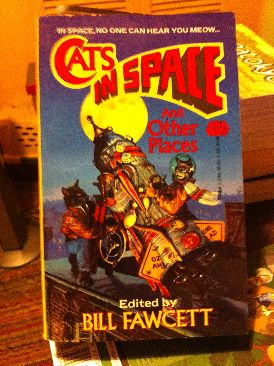 IN SPACE, NO ONE CAN HEAR YOU MEOW...
CATS
IN SPACE
And
Other
Places
Edited by
BILL FAWCETT